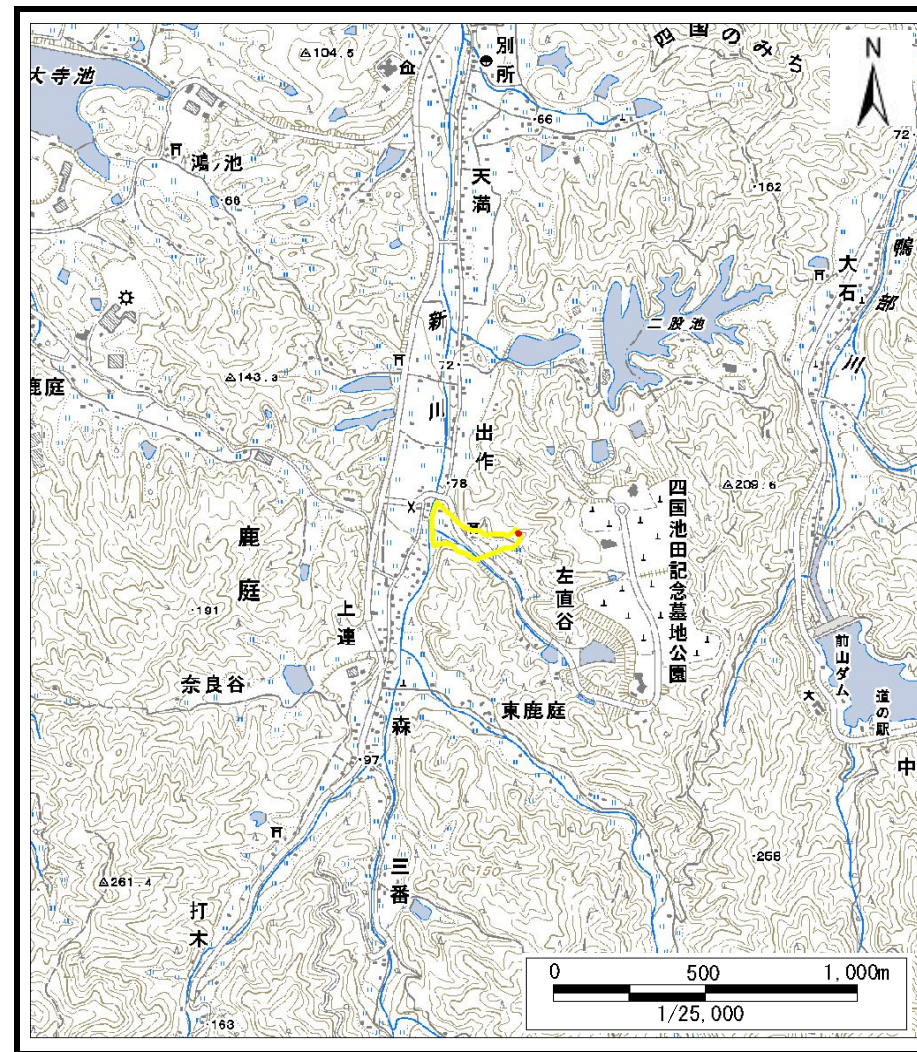 104.5
別所
四国のみち
N
大寺池
66
72
鴻ノ池
天満
162
66
大石
鴨部川
新川
二股池
72
143.3
鹿庭
出作
78
209.6
四国池田記念墓地公園
鹿庭
左直谷
191
上連
前山ダム
道の駅
奈良谷
森
東鹿庭
97
中
三番
258
261.4
打木
163
0 500 1,000m
1/25,000